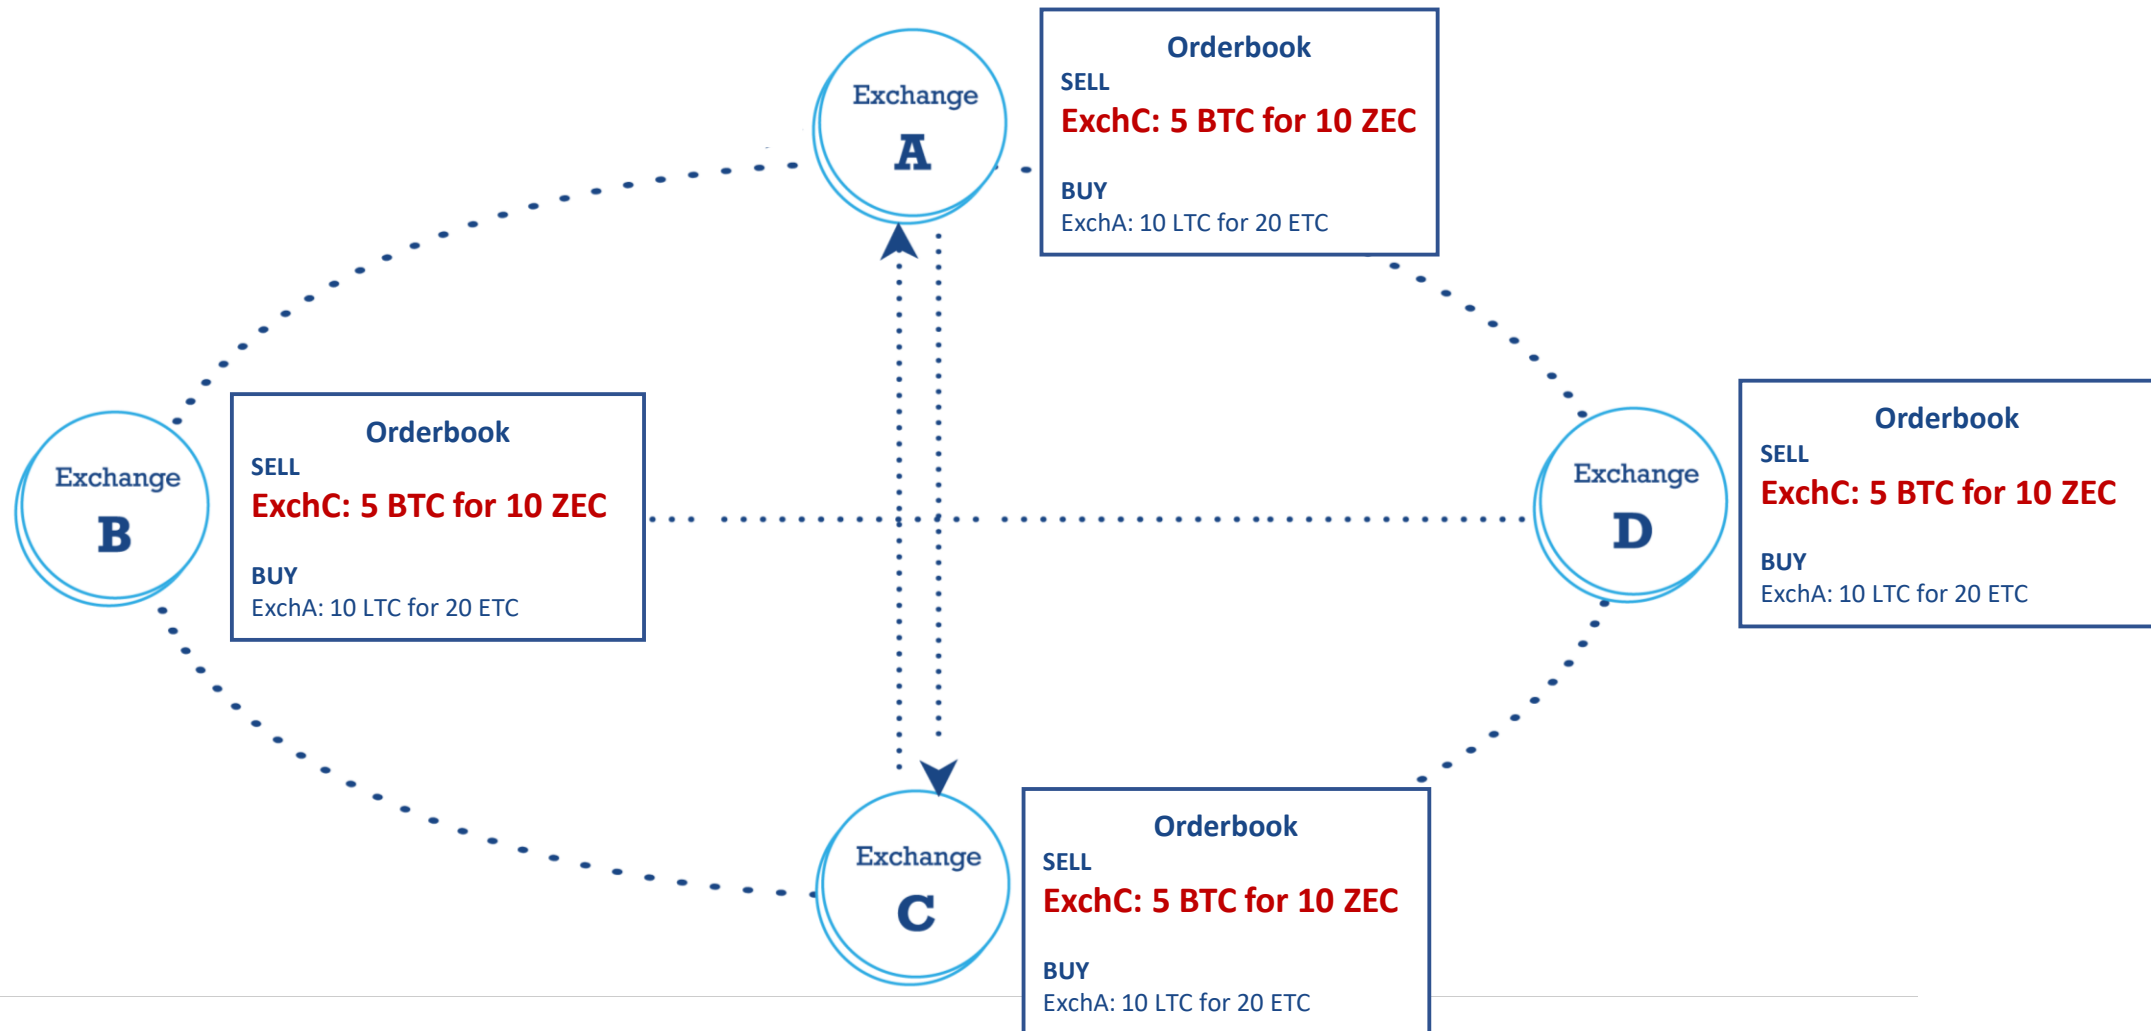 Exchange
A
Orderbook
SELL
ExchC: 5 BTC for 10 ZEC
BUY
ExchA: 10 LTC for 20 ETC
Exchange
B
Orderbook
SELL
ExchC: 5 BTC for 10 ZEC
BUY
ExchA: 10 LTC for 20 ETC
Exchange
D
Orderbook
SELL
ExchC: 5 BTC for 10 ZEC
BUY
ExchA: 10 LTC for 20 ETC
Exchange
C
Orderbook
SELL
ExchC: 5 BTC for 10 ZEC
BUY
ExchA: 10 LTC for 20 ETC